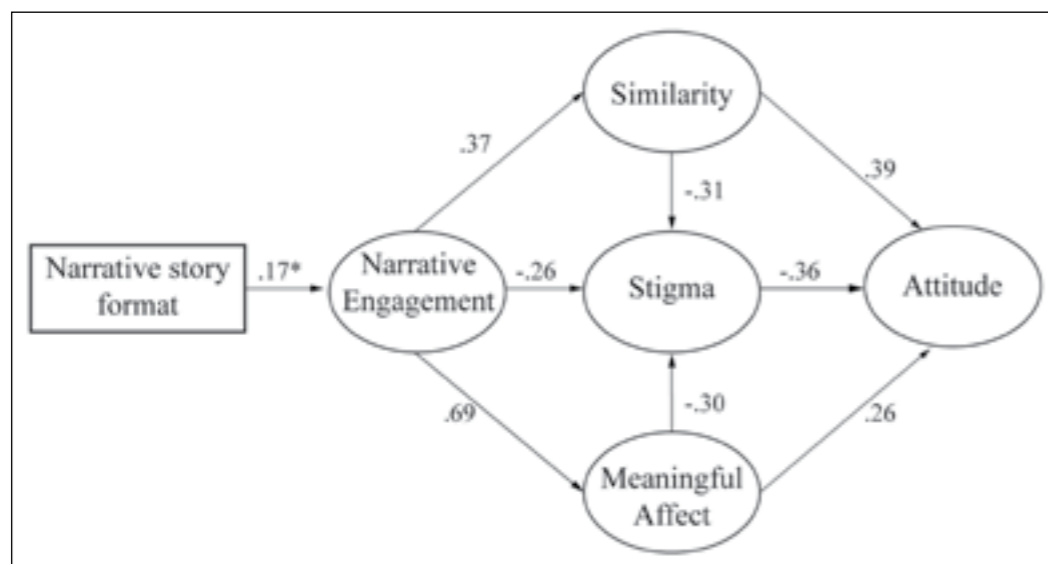 Similarity
.37
.39
-.31
Narrative story
format
.17*
Narrative
Engagement
-.26
Stigma
-.36
Attitude
.69
-.30
.26
Meaningful
Affect